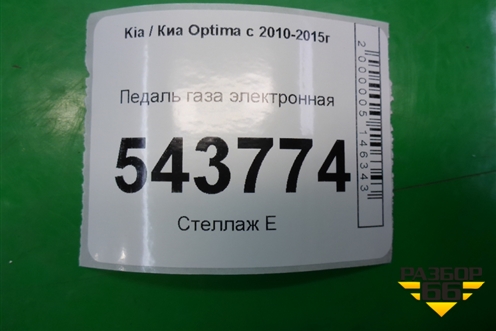 Kia / Киа Optima с 2010-2015г
Педаль газа электронная
543774
Стеллаж Е
2000005146343
РАЗБОР
66